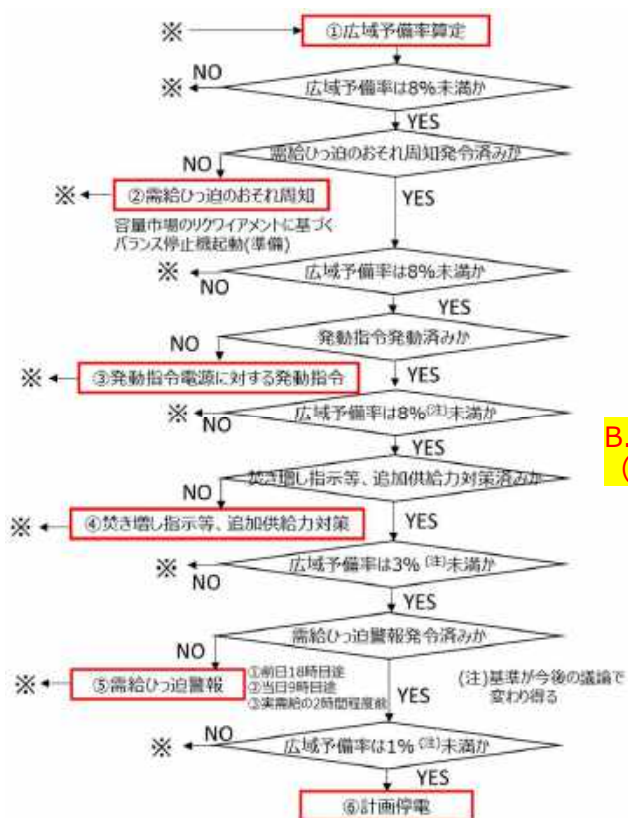 ※
①広域予備率算定
NO
※
広域予備率は8%未満か
YES
需給ひっ迫のおそれ周知発令済みか
NO
※
②需給ひっ迫のおそれ周知
YES
容量市場のリクワイアメントに基づく
バランス停止機起動(準備)
広域予備率は8%未満か
※
NO
YES
発動指令発動済みか
NO
※
③発動指令電源に対する発動指令
YES
※
NO
広域予備率は8%(注)未満か
YES
焚き増し指示等、追加供給力対策済みか
B.
(
NO
※
④焚き増し指示等、追加供給力対策
YES
広域予備率は3% (注)未満か
※
NO
YES
需給ひっ迫警報発令済みか
NO
※
⑤需給ひっ迫警報
①前日18時目途
②当日9時目途
③実需給の2時間程度前
YES
(注)基準が今後の議論で
変わり得る
※
NO
広域予備率は1% (注)未満か
YES
⑥計画停電